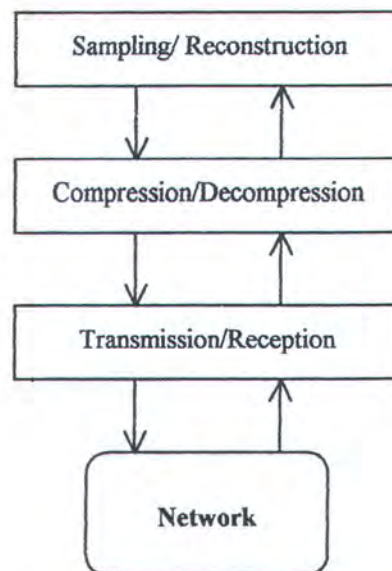 Sampling/ Reconstruction
Compression/Decompression
Transmission/Reception
Network